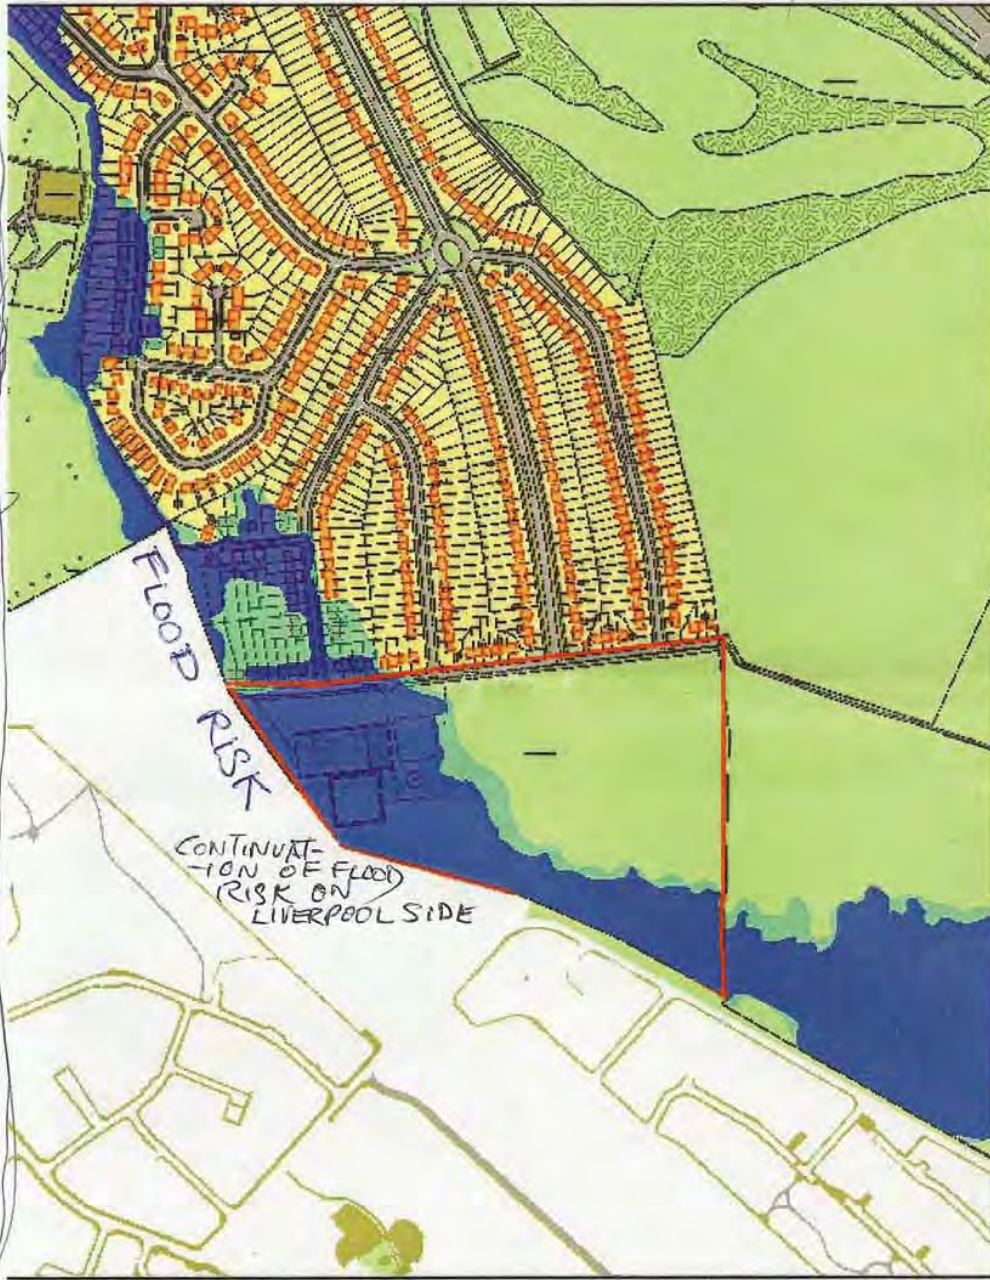 FLOOD RISK
CONTINUAT-
-ION OF FLOOD
RISK ON
LIVERPOOL SIDE